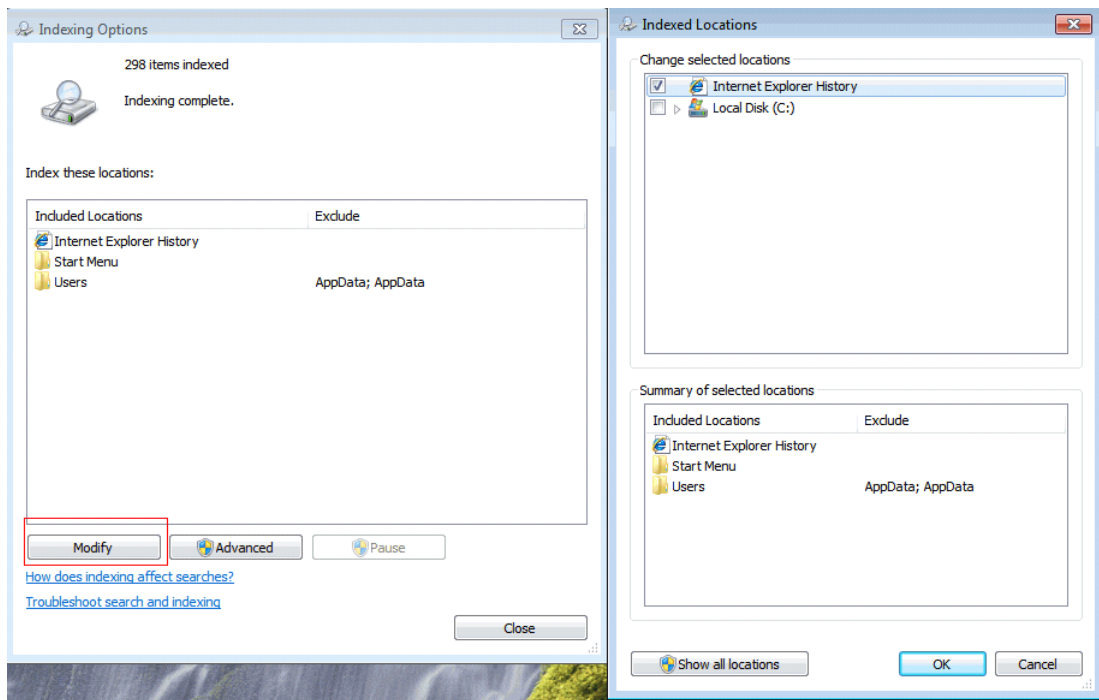 Indexing Options
298 items indexed
Indexing complete.
Index these locations:
Included Locations Exclude
Internet Explorer History
Start Menu
Users AppData; AppData
Modify Advanced Pause
How does indexing affect searches?
Troubleshoot search and indexing
Close
Indexed Locations
Change selected locations
Internet Explorer History
Local Disk (C:)
Summary of selected locations
Included Locations Exclude
Internet Explorer History
Start Menu
Users AppData; AppData
Show all locations OK Cancel